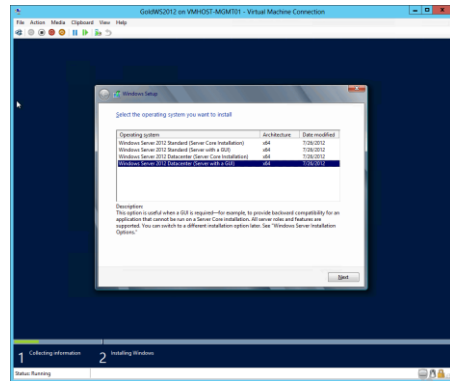 GoldWS2012 on VMHOST-MGMT01 - Virtual Machine Connection
File Action Media Clipboard View Help
Windows Setup
Select the operating system you want to install
Operating system Architecture Date modified
Windows Server 2012 Standard (Server Core Installation) x64 7/26/2012
Windows Server 2012 Standard (Server with a GUI) x64 7/26/2012
Windows Server 2012 Datacenter (Server Core Installation) x64 7/26/2012
Windows Server 2012 Datacenter (Server with a GUI) x64 7/26/2012
Description:
This option is useful when a GUI is required—for example, to provide backward compatibility for an
application that cannot be run on a Server Core installation. All server roles and features are
supported. You can switch to a different installation option later. See "Windows Server Installation
Options."
Next
1 Collecting information 2 Installing Windows
Status: Running